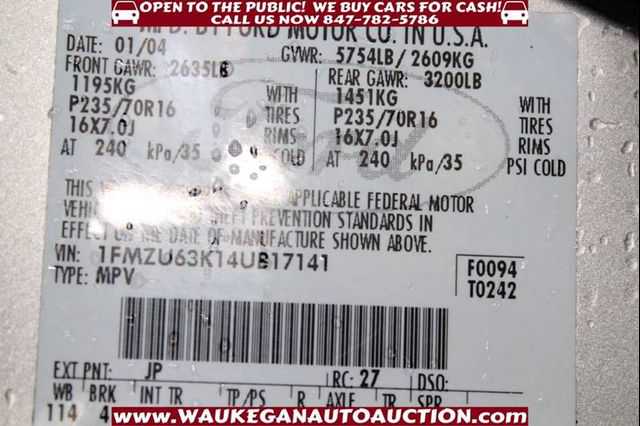 OPEN TO THE PUBLIC! WE BUY CARS FOR CASH!
CALL US NOW 847-782-5786
MFD. BY FORD MOTOR CO. IN U.S.A.
DATE: 01/04 GVWR: 5754LB/2609KG
FRONT GAWR: 2635LB REAR GAWR: 3200LB
1195KG WITH 1451KG WITH
P235/70R16 TIRES P235/70R16 TIRES
16X7.0J RIMS 16X7.0J RIMS
AT 240 kPa/35 COLD AT 240 kPa/35 PSI COLD
THIS APPLICABLE FEDERAL MOTOR
THEFT PREVENTION STANDARDS IN
EFFECT ON THE DATE OF MANUFACTURE SHOWN ABOVE.
VIN: 1FMZU63K14UB17141 F0094
TYPE: MPV T0242
Ford
EXT PNT: JP RC: 27 DSO:
WB BRK INT TR TP/PS R AXLE TR SPR
114 4
WWW.WAUKEGANAUTOAUCTION.COM